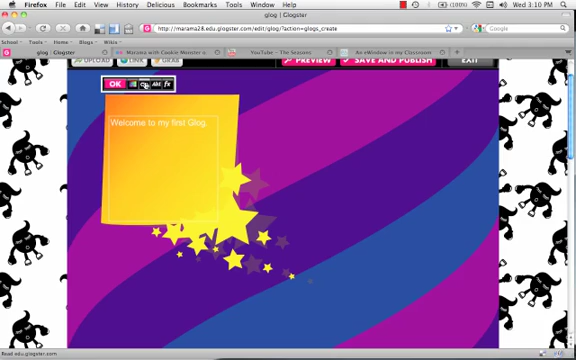 Firefox File Edit View History Delicious Bookmarks Tools Window Help (100%) Wed 3:10 PM
glog | Glogster
http://marama28.edu.glogster.com/edit/glog/?action=glogs_create
Google
Schools Tools Home Blogs Wikis
glog | Glogster Marama with Cookie Monster o... YouTube - The Seasons An eWindow in my Classroom
UPLOAD LINK GRAB PREVIEW SAVE AND PUBLISH EXIT
OK fx
Welcome to my first Glog.
Read edu.glogster.com